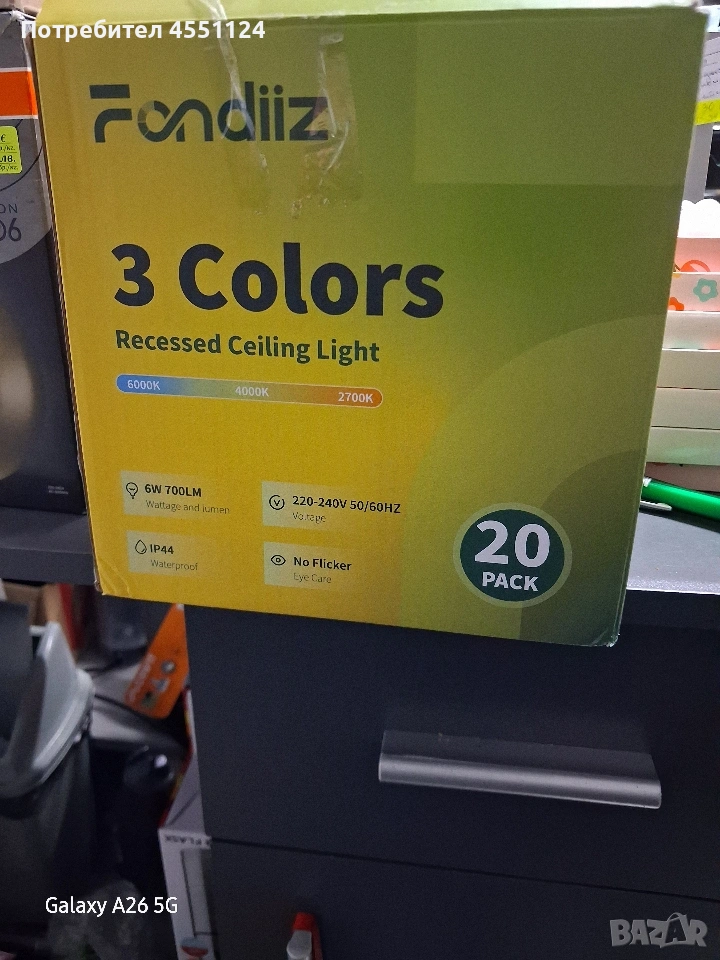 Потребител 4551124
Fondiiz
3 Colors
Recessed Ceiling Light
6000K 4000K 2700K
6W 700LM
Wattage and lumen
220-240V 50/60HZ
Voltage
IP44
Waterproof
No Flicker
Eye Care
20
PACK
Galaxy A26 5G
BAZAR